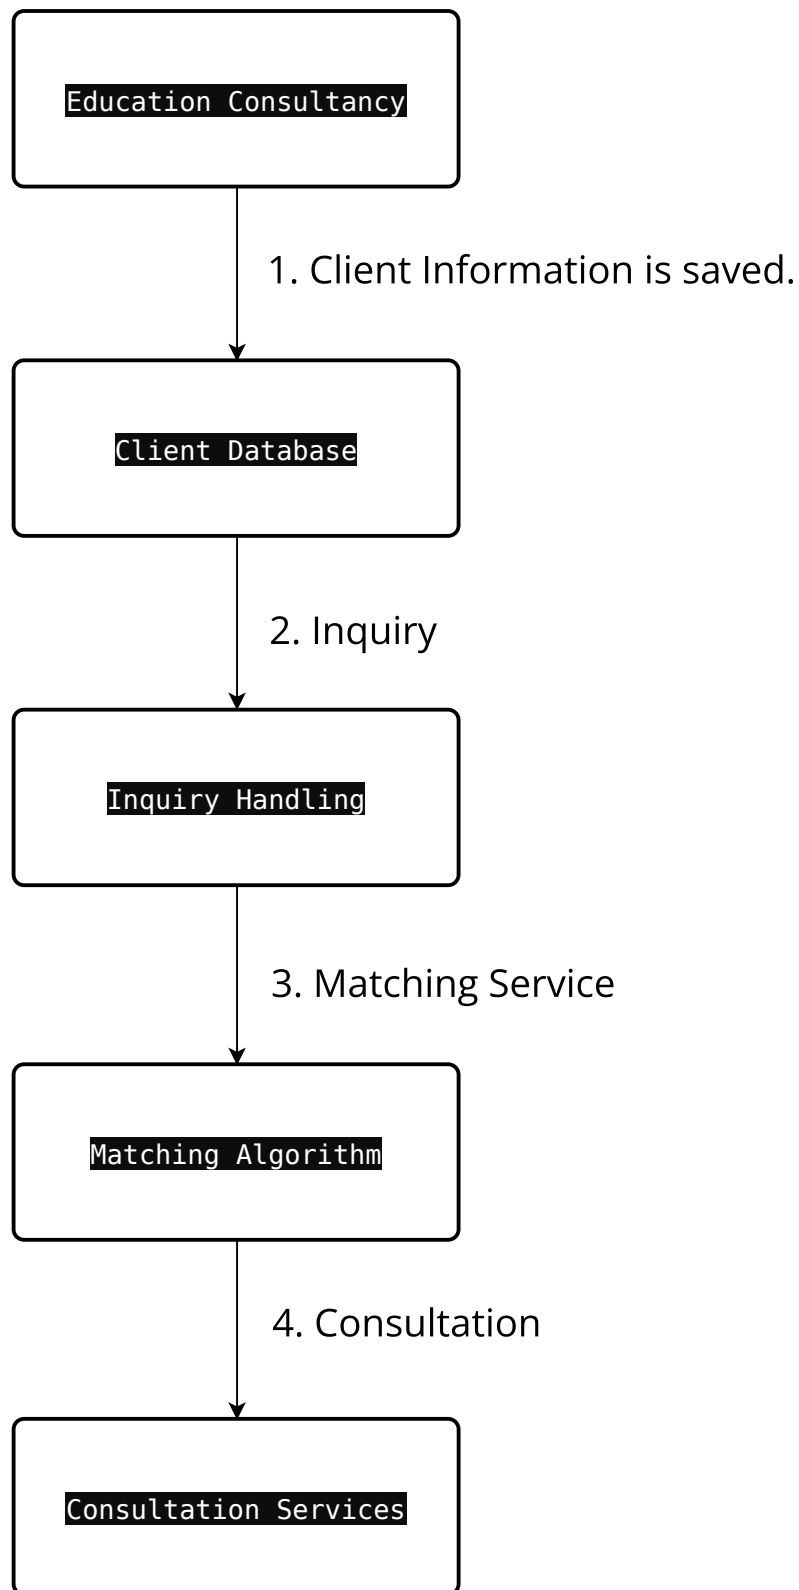 Education Consultancy
1. Client Information is saved.
Client Database
2. Inquiry
Inquiry Handling
3. Matching Service
Matching Algorithm
4. Consultation
Consultation Services